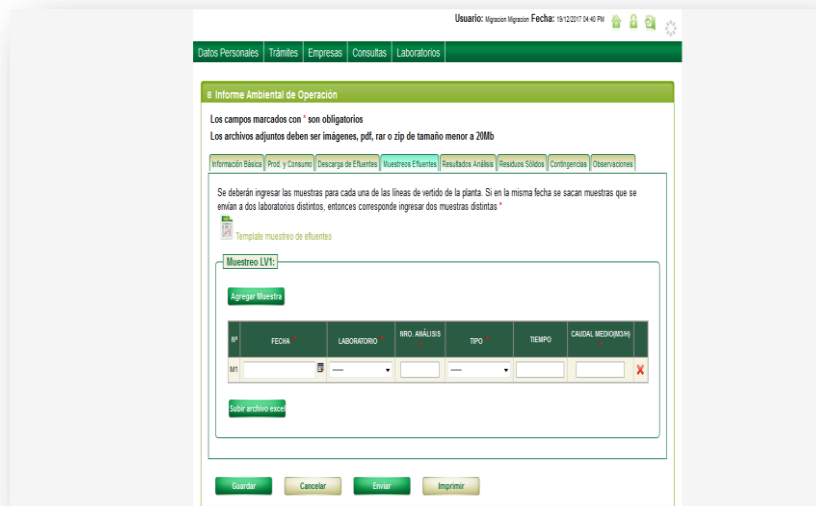 Usuario: Migracion Migracion Fecha: 19/12/2017 04:40 PM
Datos Personales Trámites Empresas Consultas Laboratorios
Informe Ambiental de Operación
Los campos marcados con * son obligatorios
Los archivos adjuntos deben ser imágenes, pdf, rar o zip de tamaño menor a 20Mb
Información Básica Prod. y Consumo Descarga de Efluentes Muestreos Efluentes Resultados Análisis Residuos Sólidos Contingencias Observaciones
Se deberán ingresar las muestras para cada una de las líneas de vertido de la planta. Si en la misma fecha se sacan muestras que se
envían a dos laboratorios distintos, entonces corresponde ingresar dos muestras distintas *
Template muestreo de efluentes
Muestreo LV1:
Agregar Muestra
Nº FECHA * LABORATORIO * NRO. ANÁLISIS * TIPO * TIEMPO CAUDAL MEDIO(M3/H) *
M1 ----- -----
Subir archivo excel
Guardar Cancelar Enviar Imprimir